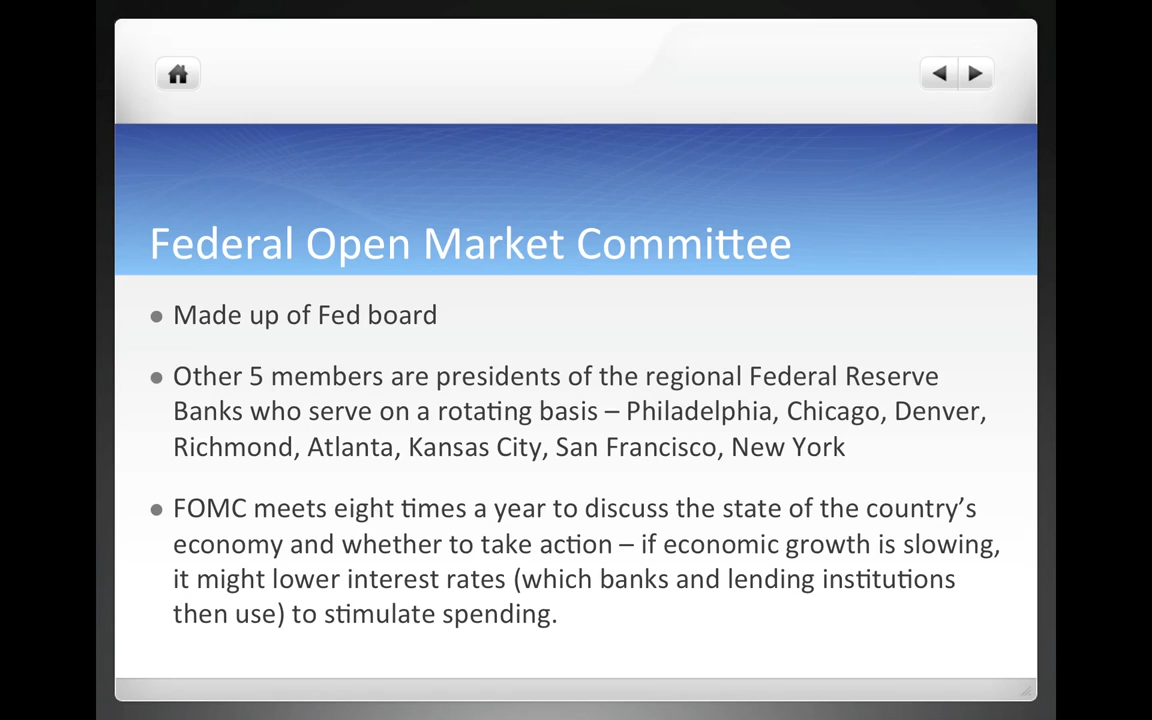 Federal Open Market Committee
Made up of Fed board
Other 5 members are presidents of the regional Federal Reserve
Banks who serve on a rotating basis – Philadelphia, Chicago, Denver,
Richmond, Atlanta, Kansas City, San Francisco, New York
FOMC meets eight times a year to discuss the state of the country’s
economy and whether to take action – if economic growth is slowing,
it might lower interest rates (which banks and lending institutions
then use) to stimulate spending.